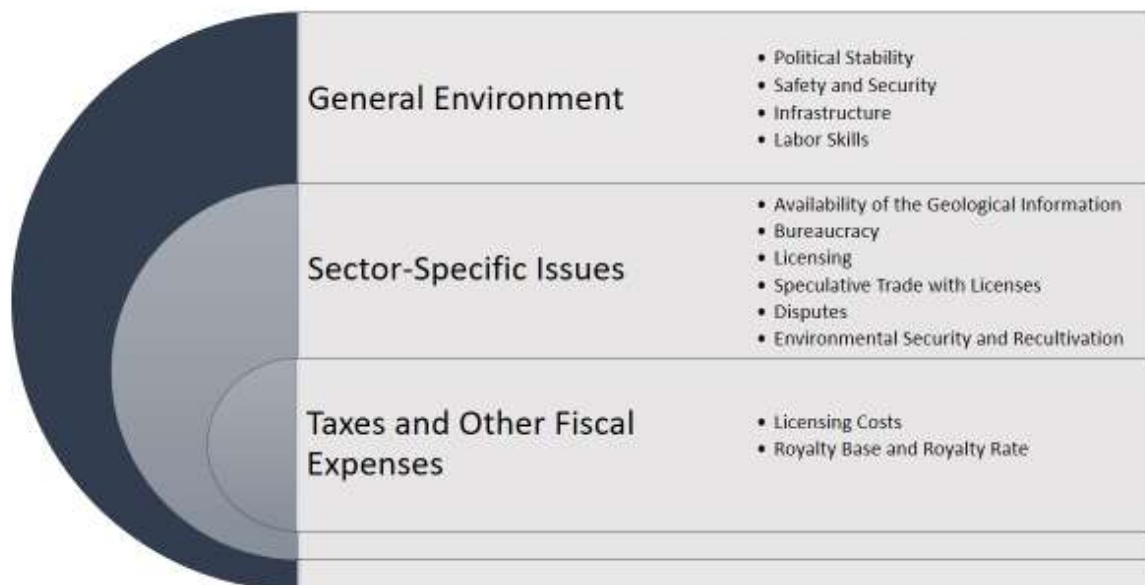 General Environment
• Political Stability
• Safety and Security
• Infrastructure
• Labor Skills
Sector-Specific Issues
• Availability of the Geological Information
• Bureaucracy
• Licensing
• Speculative Trade with Licenses
• Disputes
• Environmental Security and Recultivation
Taxes and Other Fiscal
Expenses
• Licensing Costs
• Royalty Base and Royalty Rate